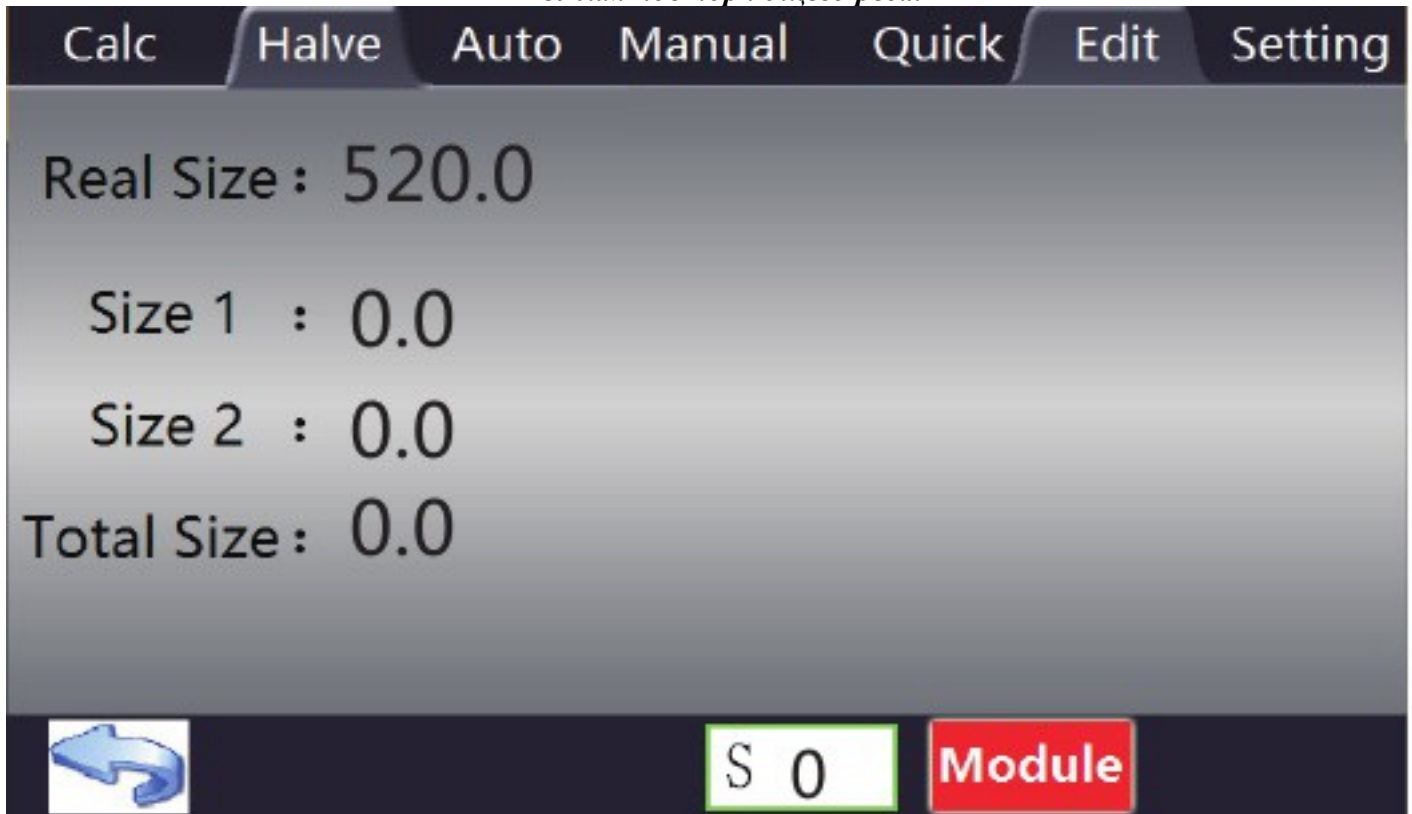 Calc Halve Auto Manual Quick Edit Setting
Real Size: 520.0
Size 1 : 0.0
Size 2 : 0.0
Total Size: 0.0
S 0 Module